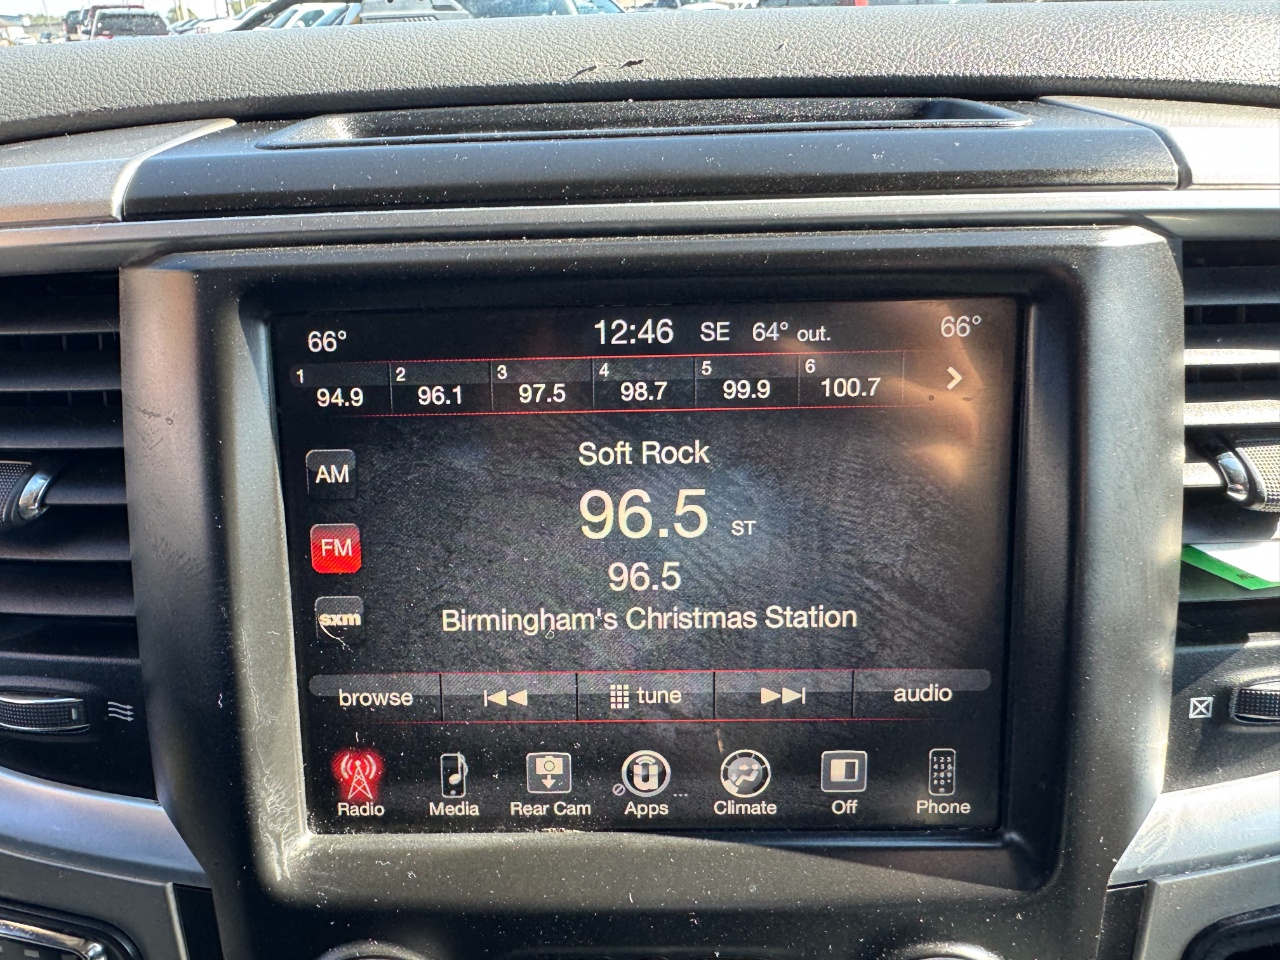 66° 12:46 SE 64° out. 66°
1 2 3 4 5 6
94.9 96.1 97.5 98.7 99.9 100.7
AM
FM
sxm
Soft Rock
96.5 ST
96.5
Birmingham's Christmas Station
browse tune audio
Radio Media Rear Cam Apps Climate Off Phone